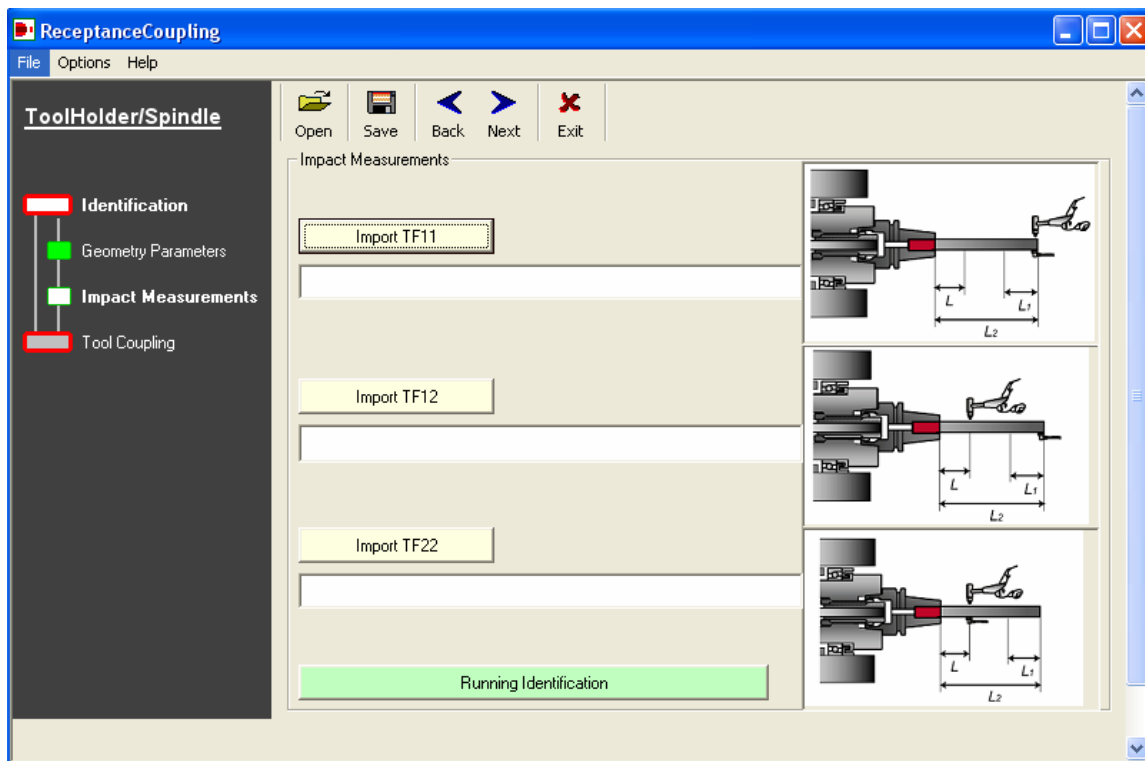 ReceptanceCoupling
File Options Help
ToolHolder/Spindle
Identification
Geometry Parameters
Impact Measurements
Tool Coupling
Open Save Back Next Exit
Impact Measurements
Import TF11
L L1
L2
Import TF12
L L1
L2
Import TF22
L L1
L2
Running Identification